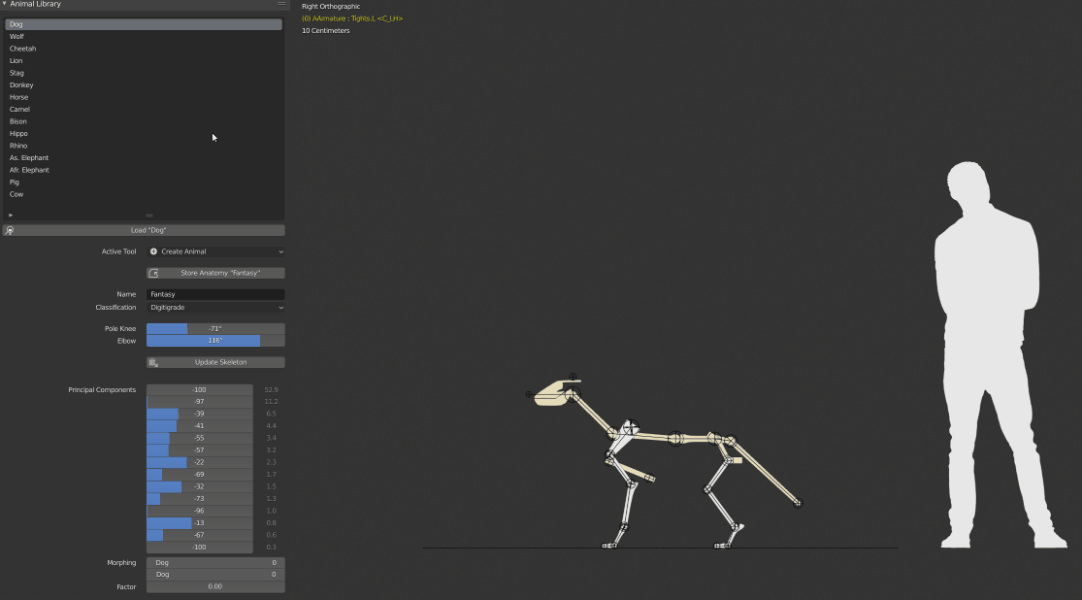 Animal Library
Dog
Wolf
Cheetah
Lion
Stag
Donkey
Horse
Camel
Bison
Hippo
Rhino
As. Elephant
Afr. Elephant
Pig
Cow
Load "Dog"
Active Tool Create Animal
Store Anatomy "Fantasy"
Name Fantasy
Classification Digitigrade
Pole Knee -71°
Elbow 116°
Update Skeleton
Principal Components -100 52.9
-97 11.2
-39 6.5
-41 4.4
-55 3.4
-57 3.2
-22 2.3
-69 1.7
-32 1.5
-73 1.3
-96 1.0
-13 0.8
-67 0.6
-100 0.3
Morphing Dog 0
Dog 0
Factor 0.00
Right Orthographic
(0) AArmature : Tights.L <C_LH>
10 Centimeters